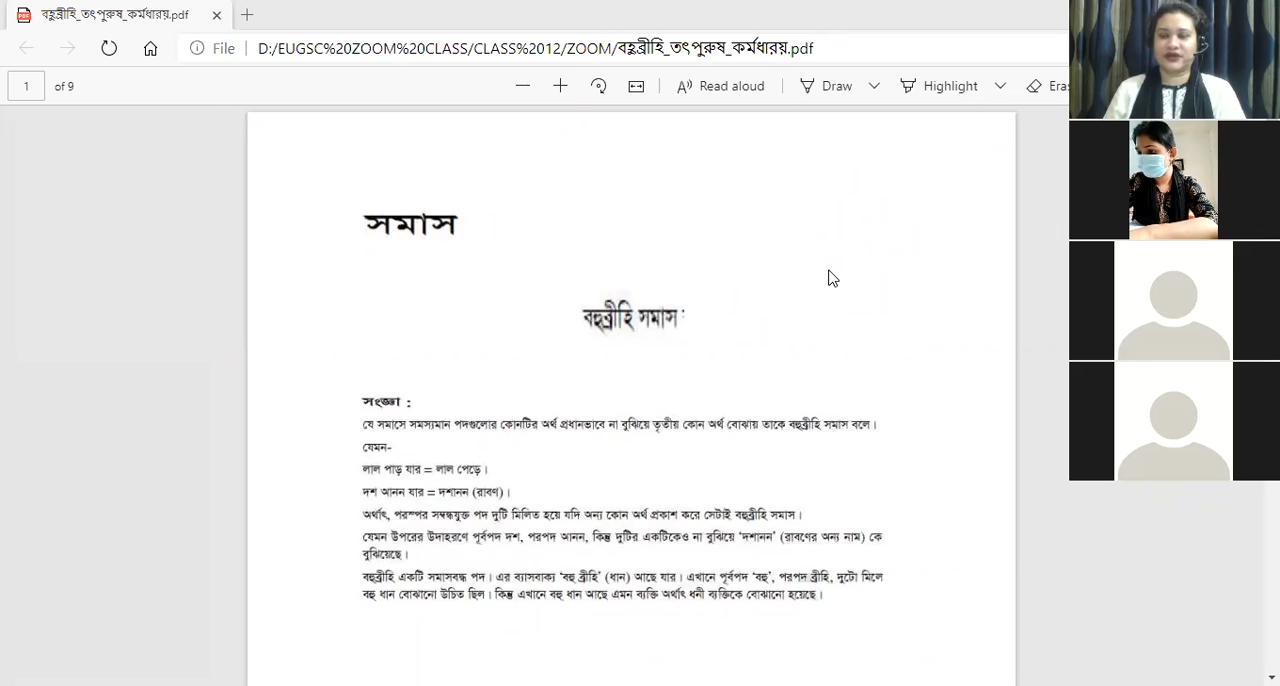 বহুব্রীহি_তৎপুরুষ_কর্মধারয়.pdf
File D:/EUGSC%20ZOOM%20CLASS/CLASS%2012/ZOOM/বহুব্রীহি_তৎপুরুষ_কর্মধারয়.pdf
1 of 9 Read aloud Draw Highlight Eras
সমাস
বহুব্রীহি সমাস
সংজ্ঞা :
যে সমাসে সমস্যমান পদগুলোর কোনটির অর্থ প্রধানভাবে না বুঝিয়ে তৃতীয় কোন অর্থ বোঝায় তাকে বহুব্রীহি সমাস বলে।
যেমন-
লাল পাড় যার = লাল পেড়ে।
দশ আনন যার = দশানন (রাবণ)।
অর্থাৎ, পরস্পর সম্বন্ধযুক্ত পদ দুটি মিলিত হয়ে যদি অন্য কোন অর্থ প্রকাশ করে সেটাই বহুব্রীহি সমাস।
যেমন উপরের উদাহরণে পূর্বপদ দশ, পরপদ আনন, কিন্তু দুটির একটিকেও না বুঝিয়ে ‘দশানন’ (রাবণের অন্য নাম) কে
বুঝিয়েছে।
বহুব্রীহি একটি সমাসবদ্ধ পদ। এর ব্যাসবাক্য ‘বহু ব্রীহি’ (ধান) আছে যার। এখানে পূর্বপদ ‘বহু’, পরপদ ব্রীহি, দুটো মিলে
বহু ধান বোঝানো উচিত ছিল। কিন্তু এখানে বহু ধান আছে এমন ব্যক্তি অর্থাৎ ধনী ব্যক্তিকে বোঝানো হয়েছে।